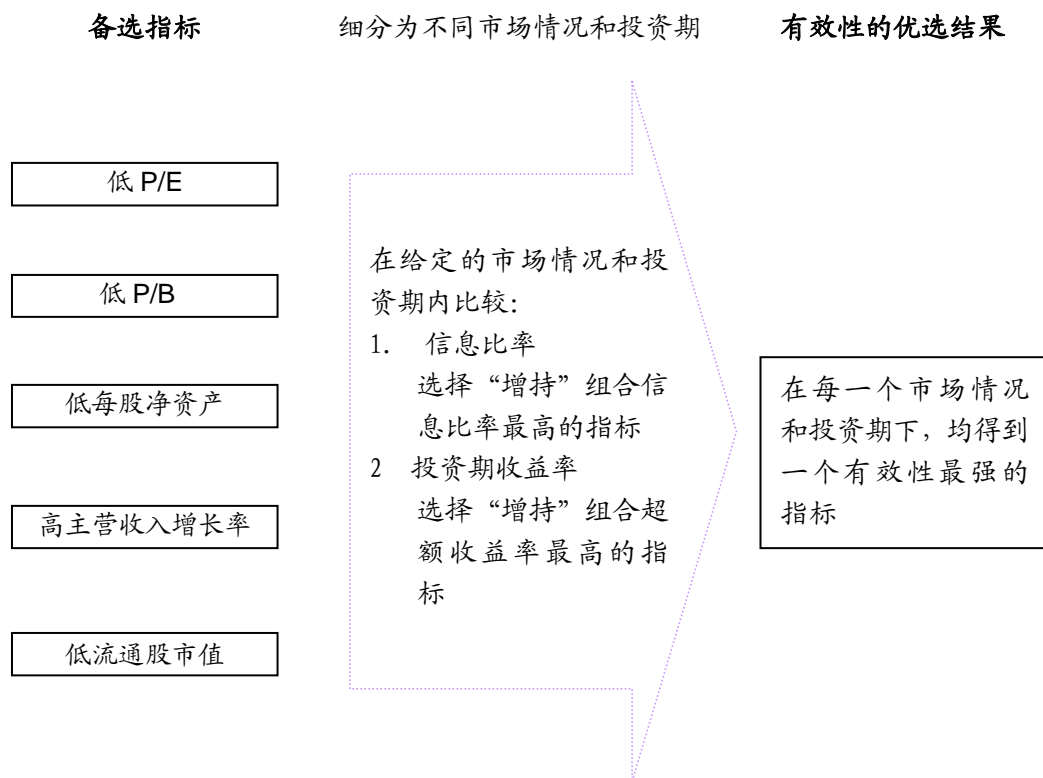 备选指标
细分为不同市场情况和投资期
有效性的优选结果
低 P/E
低 P/B
低每股净资产
高主营收入增长率
低流通股市值
在给定的市场情况和投
资期内比较：
1. 信息比率
选择“增持”组合信
息比率最高的指标
2 投资期收益率
选择“增持”组合超
额收益率最高的指
标
在每一个市场情况
和投资期下，均得到
一个有效性最强的
指标